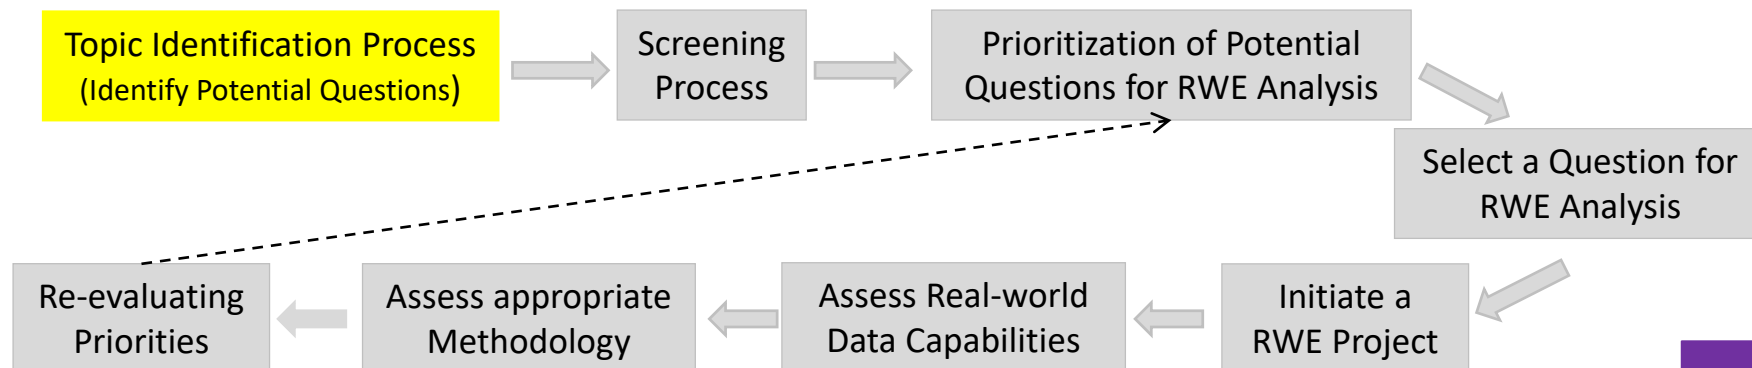 Topic Identification Process
(Identify Potential Questions)
Screening
Process
Prioritization of Potential
Questions for RWE Analysis
Select a Question for
RWE Analysis
Initiate a
RWE Project
Assess Real-world
Data Capabilities
Assess appropriate
Methodology
Re-evaluating
Priorities